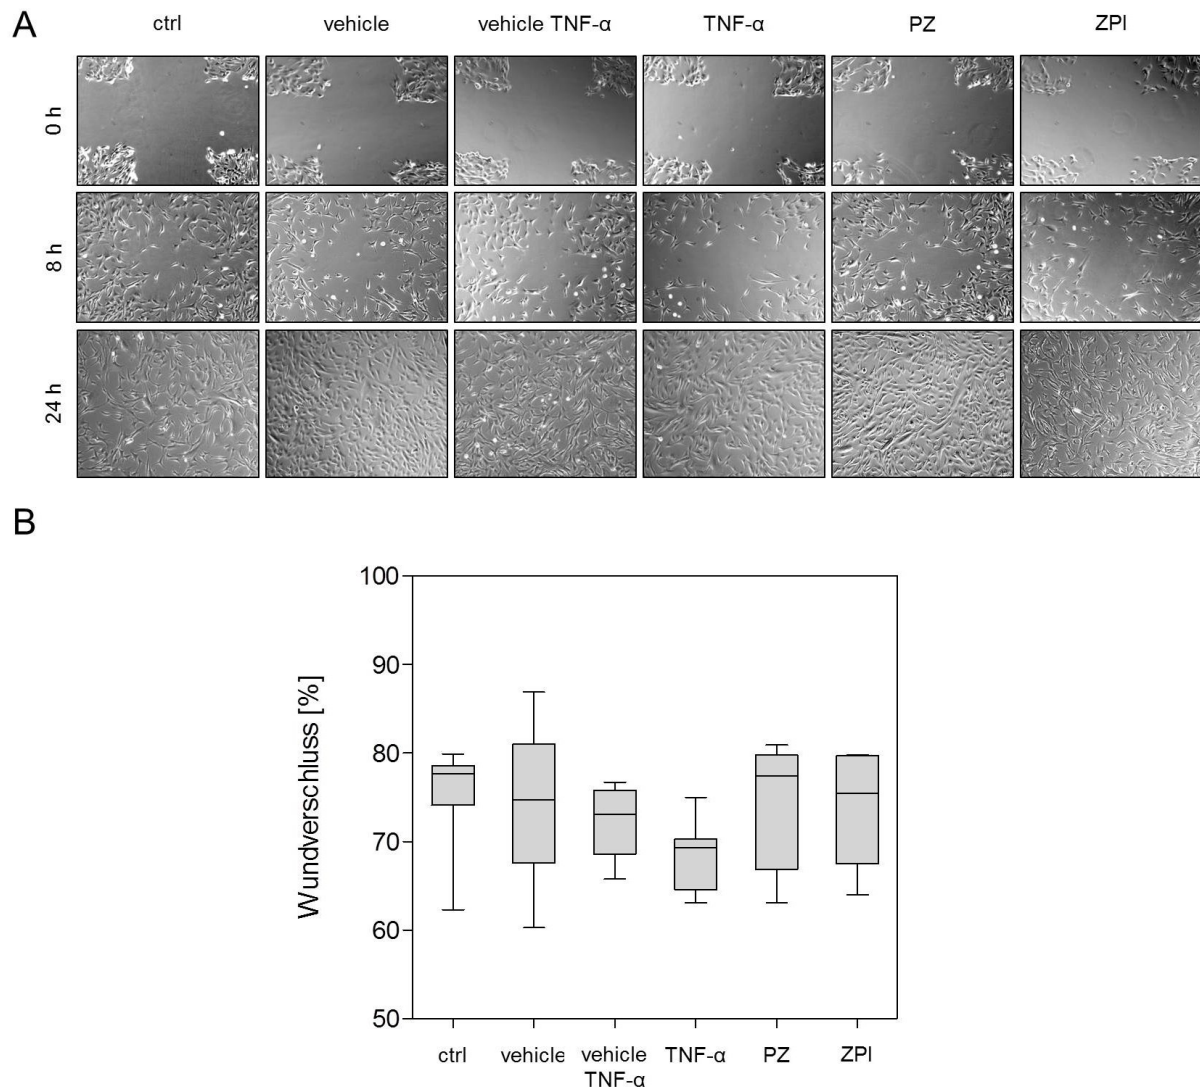 A
ctrl vehicle vehicle TNF-α TNF-α PZ ZPI
0 h
8 h
24 h
B
Wundverschluss [%]
100
90
80
70
60
50
ctrl vehicle vehicle TNF-α PZ ZPI
TNF-α